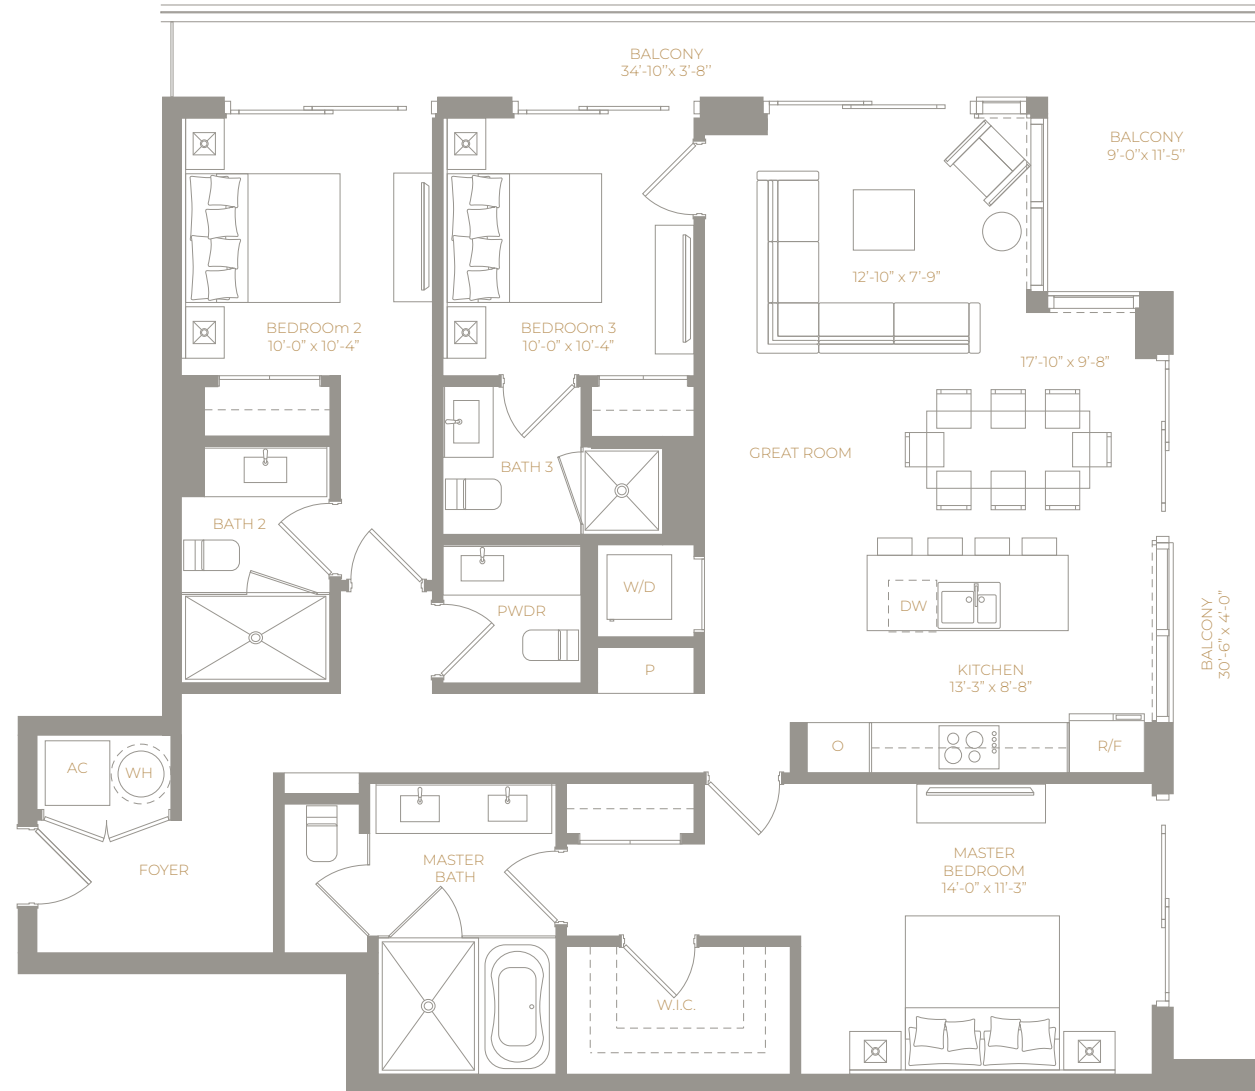 BALCONY
34'-10"x 3'-8"
BALCONY
9'-0"x 11'-5"
12'-10" x 7'-9"
BEDROOm 2
10'-0" x 10'-4"
BEDROOm 3
10'-0" x 10'-4"
17'-10" x 9'-8"
GREAT ROOM
BATH 3
BATH 2
W/D
PWDR
DW
BALCONY
30'-6" x 4'-0"
P
KITCHEN
13'-3" x 8'-8"
O
R/F
AC
WH
FOYER
MASTER
BATH
MASTER
BEDROOM
14'-0" x 11'-3"
W.I.C.